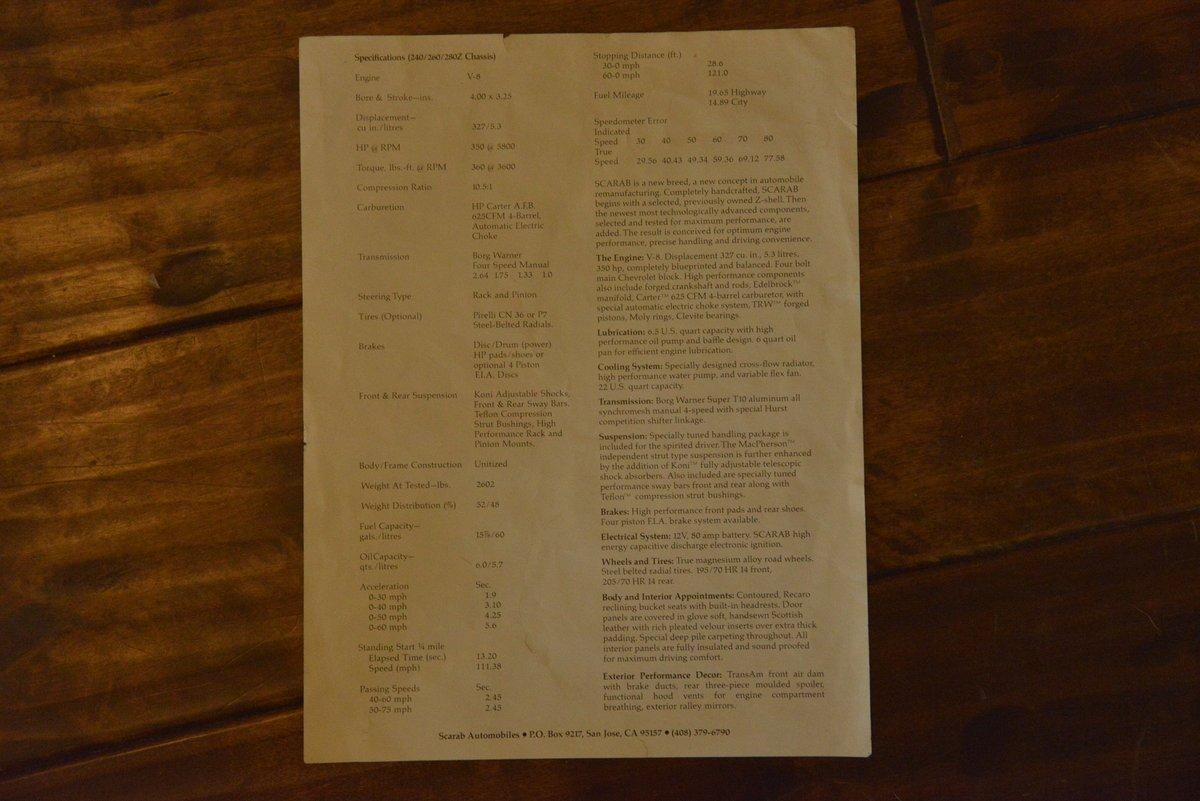 Specifications (240/260/280Z Chassis)
Engine V-8
Bore & Stroke—ins. 4.00 x 3.25
Displacement—
cu in./litres 327/5.3
HP @ RPM 350 @ 5800
Torque, lbs.-ft. @ RPM 360 @ 3600
Compression Ratio 10.5:1
Carburetion HP Carter A.F.B.
625CFM 4-Barrel,
Automatic Electric
Choke
Transmission Borg Warner
Four Speed Manual
2.64 1.75 1.33 1.0
Steering Type Rack and Pinion
Tires (Optional) Pirelli CN 36 or P7
Steel-Belted Radials.
Brakes Disc/Drum (power)
HP pads/shoes or
optional 4 Piston
F.I.A. Discs
Front & Rear Suspension Koni Adjustable Shocks,
Front & Rear Sway Bars,
Teflon Compression
Strut Bushings, High
Performance Rack and
Pinion Mounts.
Body/Frame Construction Unitized
Weight At Tested—lbs. 2602
Weight Distribution (%) 52/48
Fuel Capacity—
gals./litres 15⅞/60
Oil Capacity—
qts./litres 6.0/5.7
Acceleration Sec.
0-30 mph 1.9
0-40 mph 3.10
0-50 mph 4.25
0-60 mph 5.6
Standing Start ¼ mile
Elapsed Time (sec.) 13.20
Speed (mph) 111.38
Passing Speeds Sec.
40-60 mph 2.45
50-75 mph 2.45
Stopping Distance (ft.)
30-0 mph 28.6
60-0 mph 121.0
Fuel Mileage 19.65 Highway
14.89 City
Speedometer Error
Indicated
Speed 30 40 50 60 70 80
True
Speed 29.56 40.43 49.34 59.36 69.12 77.58
SCARAB is a new breed, a new concept in automobile
remanufacturing. Completely handcrafted, SCARAB
begins with a selected, previously owned Z-shell. Then
the newest most technologically advanced components,
selected and tested for maximum performance, are
added. The result is conceived for optimum engine
performance, precise handling and driving convenience.
The Engine: V-8. Displacement 327 cu. in., 5.3 litres,
350 hp, completely blueprinted and balanced. Four bolt
main Chevrolet block. High performance components
also include forged crankshaft and rods, Edelbrock™
manifold, Carter™ 625 CFM 4-barrel carburetor, with
special automatic electric choke system, TRW™ forged
pistons, Moly rings, Clevite bearings.
Lubrication: 6.5 U.S. quart capacity with high
performance oil pump and baffle design. 6 quart oil
pan for efficient engine lubrication.
Cooling System: Specially designed cross-flow radiator,
high performance water pump, and variable flex fan.
22 U.S. quart capacity.
Transmission: Borg Warner Super T10 aluminum all
synchromesh manual 4-speed with special Hurst
competition shifter linkage.
Suspension: Specially tuned handling package is
included for the spirited driver. The MacPherson™
independent strut type suspension is further enhanced
by the addition of Koni™ fully adjustable telescopic
shock absorbers. Also included are specially tuned
performance sway bars front and rear along with
Teflon™ compression strut bushings.
Brakes: High performance front pads and rear shoes.
Four piston F.I.A. brake system available.
Electrical System: 12V, 80 amp battery. SCARAB high
energy capacitive discharge electronic ignition.
Wheels and Tires: True magnesium alloy road wheels.
Steel belted radial tires. 195/70 HR 14 front,
205/70 HR 14 rear.
Body and Interior Appointments: Contoured, Recaro
reclining bucket seats with built-in headrests. Door
panels are covered in glove soft, handsewn Scottish
leather with rich pleated velour inserts over extra thick
padding. Special deep pile carpeting throughout. All
interior panels are fully insulated and sound proofed
for maximum driving comfort.
Exterior Performance Decor: TransAm front air dam
with brake ducts, rear three-piece moulded spoiler,
functional hood vents for engine compartment
breathing, exterior ralley mirrors.
Scarab Automobiles • P.O. Box 9217, San Jose, CA 95157 • (408) 379-6790